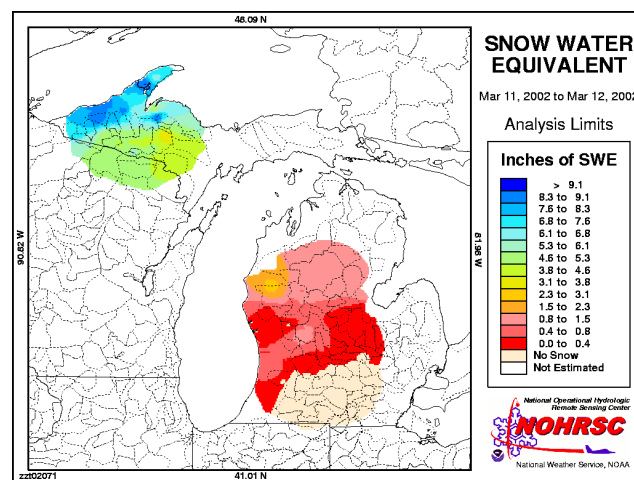 48.09 N
SNOW WATER
EQUIVALENT
Mar 11, 2002 to Mar 12, 2002
Analysis Limits
Inches of SWE
> 9.1
8.3 to 9.1
7.6 to 8.3
6.8 to 7.6
6.1 to 6.8
5.3 to 6.1
4.6 to 5.3
3.8 to 4.6
3.1 to 3.8
2.3 to 3.1
1.5 to 2.3
0.8 to 1.5
0.4 to 0.8
0.0 to 0.4
No Snow
Not Estimated
90.82 W
81.98 W
National Operational Hydrologic
Remote Sensing Center
NOHRSC
National Weather Service, NOAA
zzt02071
41.01 N